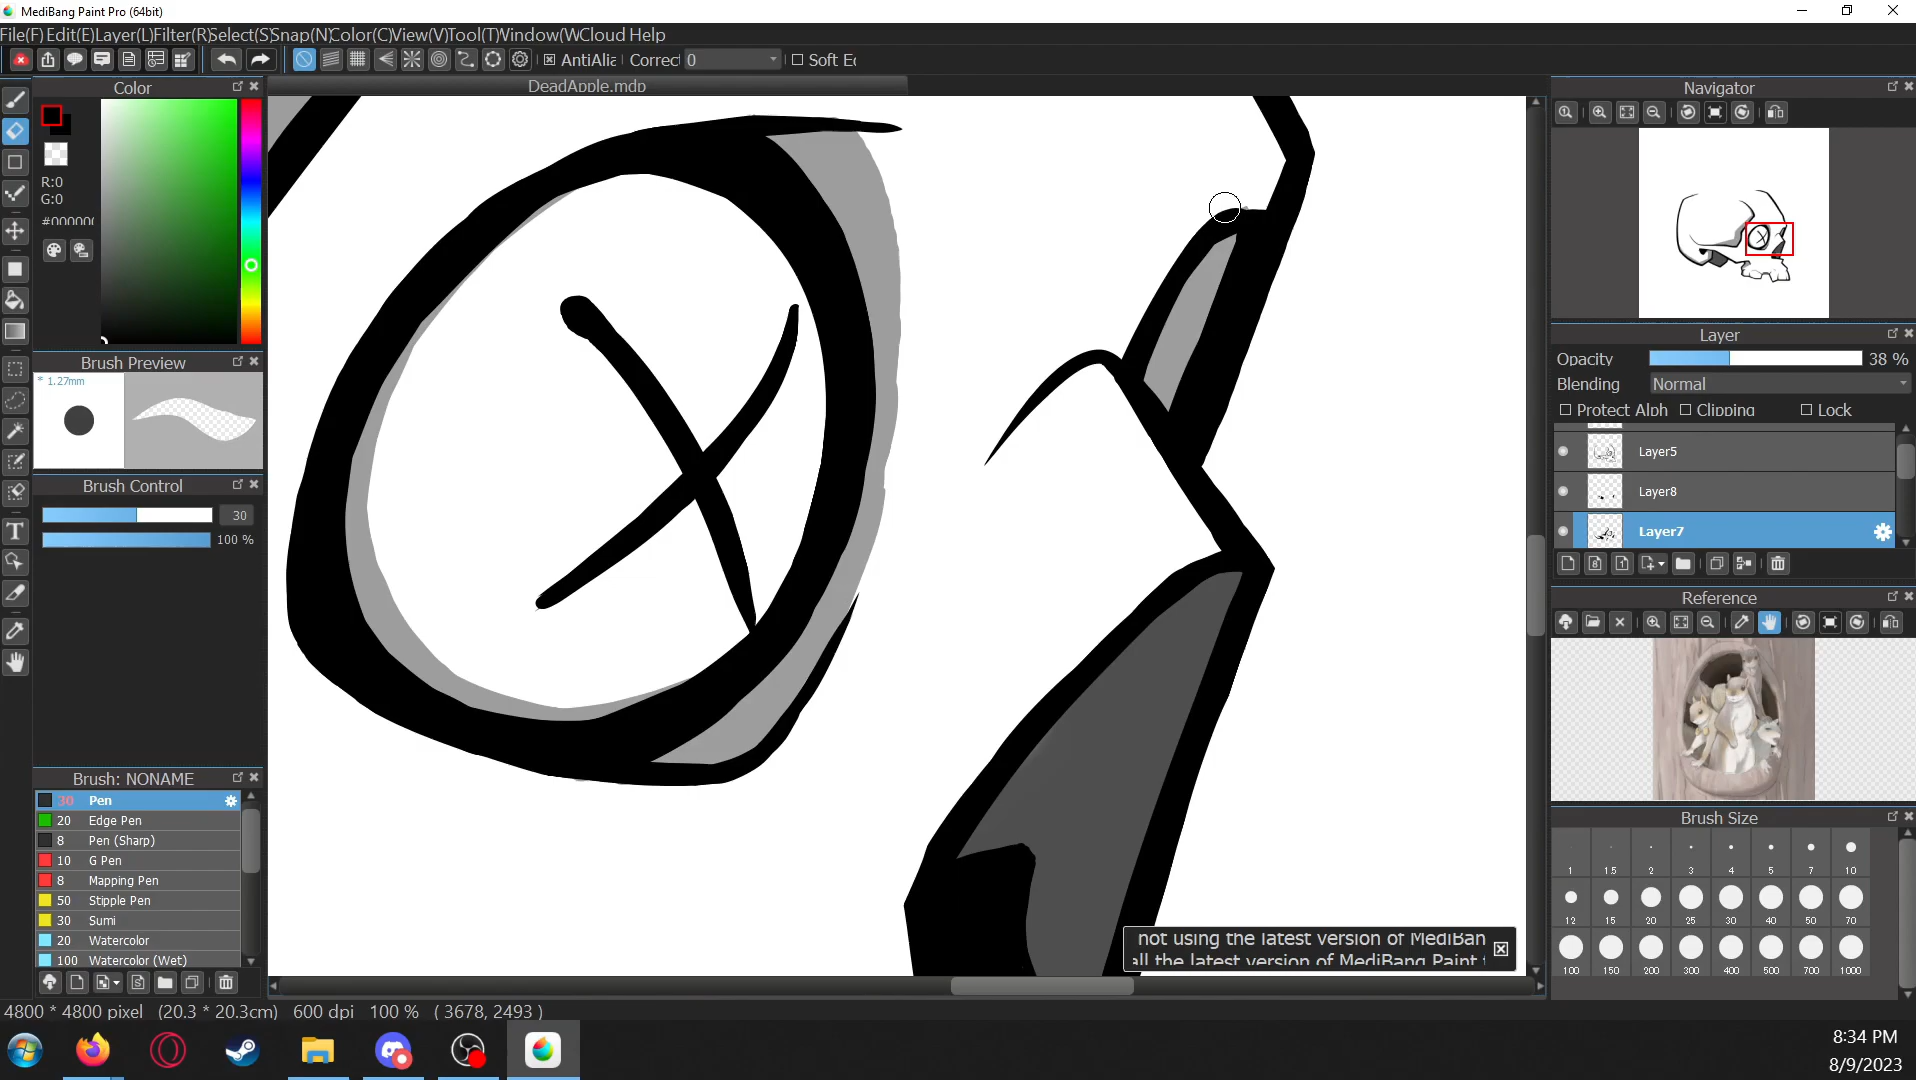 MediBang Paint Pro (64bit)
File(F) Edit(E) Layer(L) Filter(R) Select(S) Snap(N) Color(C) View(V) Tool(T) Window(W Cloud Help
AntiAlia Correct 0 Soft Ec
Color
DeadApple.mdp
Navigator
R:0
G:0
#000000
Brush Preview
* 1.27mm
Layer
Opacity 38 %
Blending Normal
Protect Alph Clipping Lock
Layer5
Layer8
Layer7
Brush Control
30
100 %
Reference
Brush: NONAME
30 Pen
20 Edge Pen
8 Pen (Sharp)
10 G Pen
8 Mapping Pen
50 Stipple Pen
30 Sumi
20 Watercolor
100 Watercolor (Wet)
Brush Size
1 1.5 2 3 4 5 7 10
12 15 20 25 30 40 50 70
100 150 200 300 400 500 700 1000
not using the latest version of MediBan
all the latest version of MediBang Paint
4800 * 4800 pixel (20.3 * 20.3cm) 600 dpi 100 % ( 3678, 2493 )
8:34 PM
8/9/2023